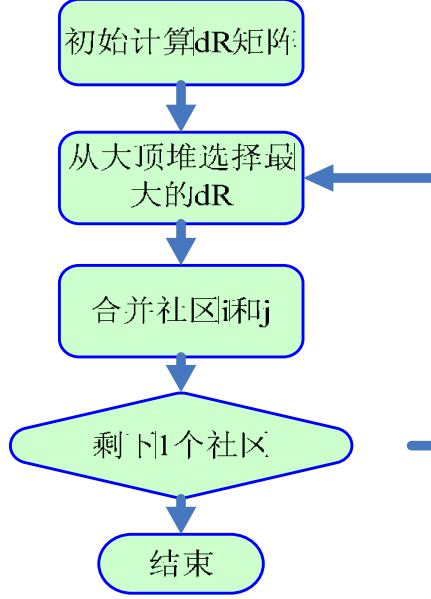 初始计算dR矩阵
从大顶堆选择最
大的dR
合并社区i和j
剩下1个社区
结束